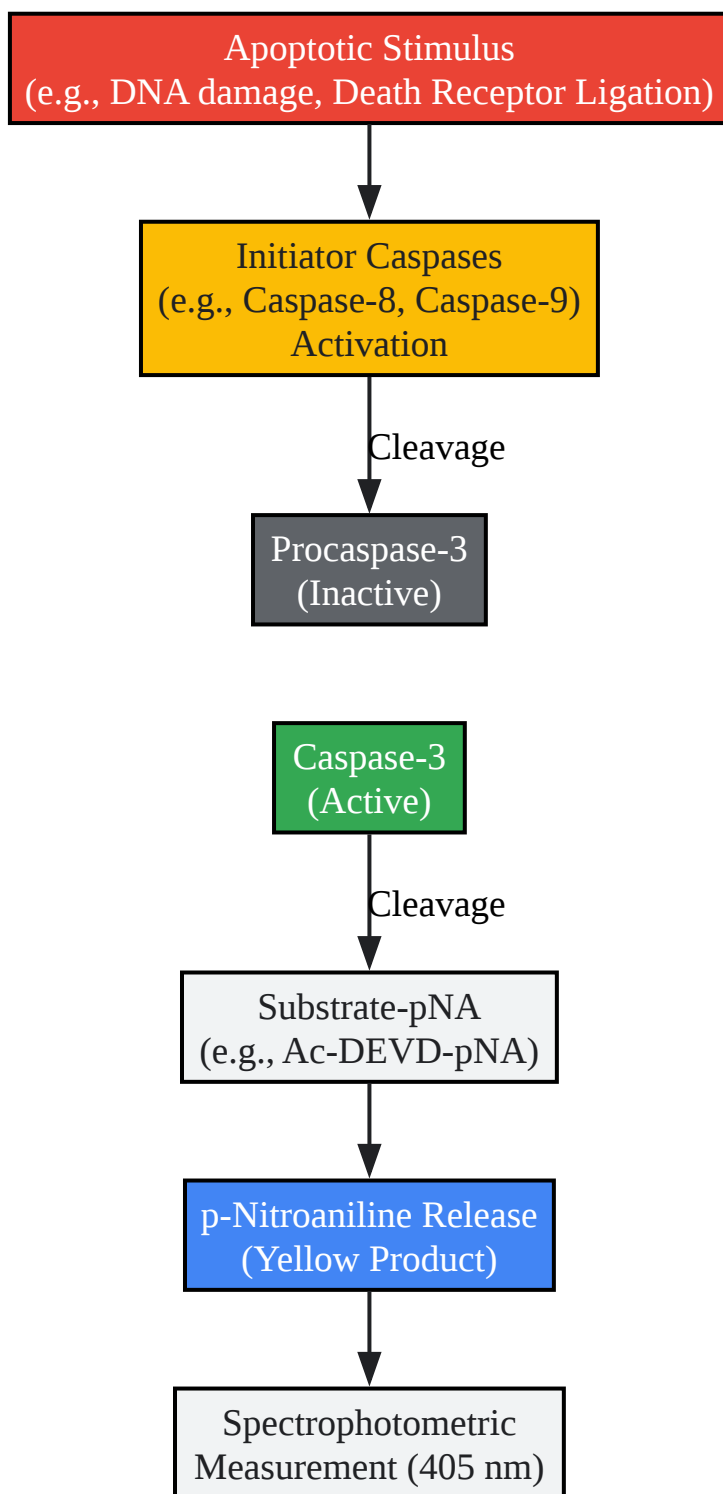 Apoptotic Stimulus
(e.g., DNA damage, Death Receptor Ligation)
Initiator Caspases
(e.g., Caspase-8, Caspase-9)
Activation
Cleavage
Procaspase-3
(Inactive)
Caspase-3
(Active)
Cleavage
Substrate-pNA
(e.g., Ac-DEVD-pNA)
p-Nitroaniline Release
(Yellow Product)
Spectrophotometric
Measurement (405 nm)